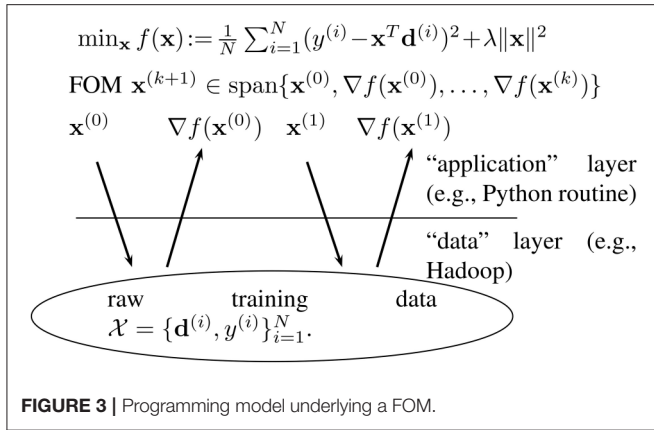 min_𝐱 f(𝐱):= 1/N ∑_{i=1}^{N} (y^{(i)} − 𝐱^T 𝐝^{(i)})² + λ‖𝐱‖²
FOM 𝐱^{(k+1)} ∈ span{𝐱^{(0)}, ∇f(𝐱^{(0)}), . . . , ∇f(𝐱^{(k)})}
𝐱^{(0)} ∇f(𝐱^{(0)}) 𝐱^{(1)} ∇f(𝐱^{(1)})
“application” layer
(e.g., Python routine)
“data” layer (e.g.,
Hadoop)
raw training data
𝒳 = {𝐝^{(i)}, y^{(i)}}_{i=1}^{N}.
FIGURE 3 | Programming model underlying a FOM.